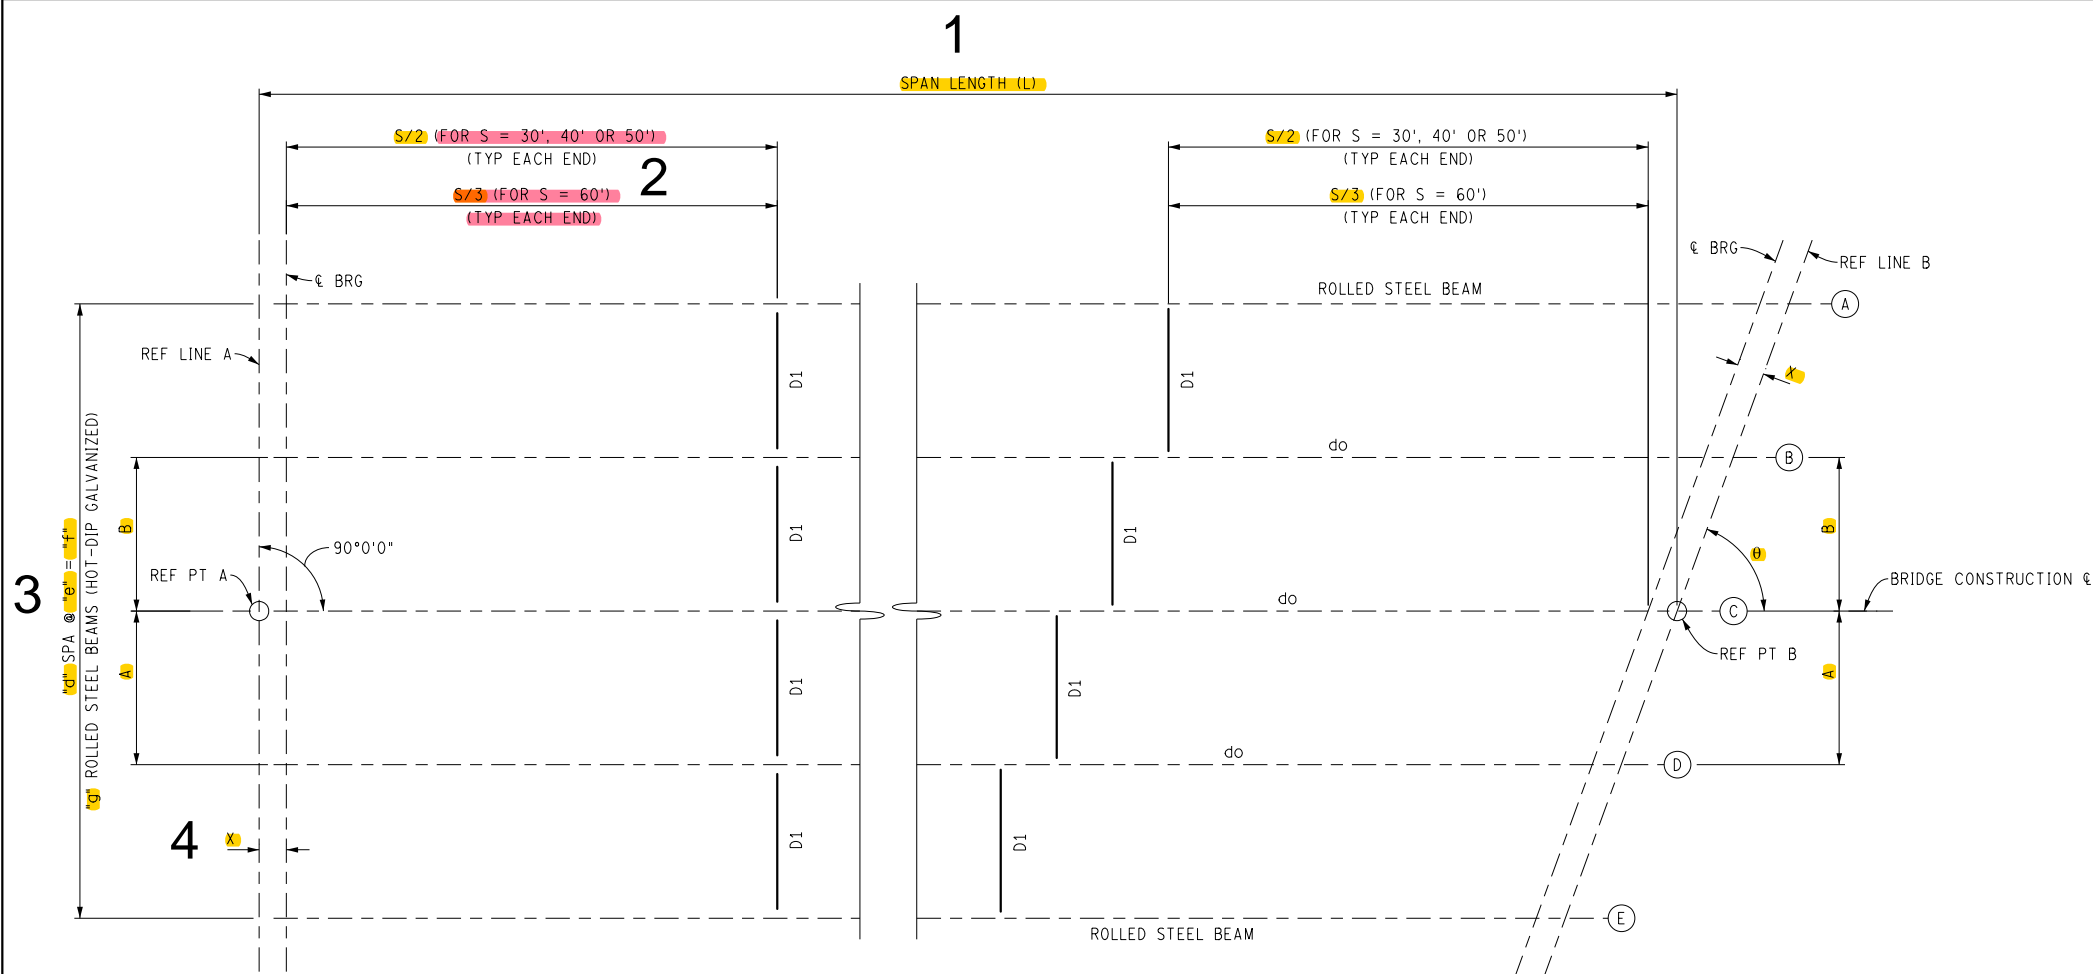 1
SPAN LENGTH (L)
S/2 (FOR S = 30', 40' OR 50')
(TYP EACH END)
2
S/3 (FOR S = 60')
(TYP EACH END)
S/2 (FOR S = 30', 40' OR 50')
(TYP EACH END)
S/3 (FOR S = 60')
(TYP EACH END)
℄ BRG
REF LINE B
℄ BRG
ROLLED STEEL BEAM
A
REF LINE A
D1
D1
X
do
B
3
"d" SPA @ "e" = "f"
"g" ROLLED STEEL BEAMS (HOT-DIP GALVANIZED)
B
90°0'0"
D1
D1
B
θ
REF PT A
BRIDGE CONSTRUCTION ℄
do
C
REF PT B
A
D1
D1
A
do
D
4
X
D1
D1
E
ROLLED STEEL BEAM